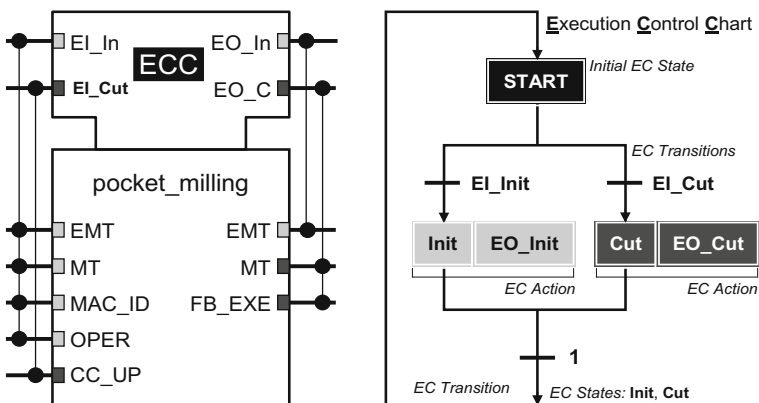 EI_In EO_In
ECC
EI_Cut EO_C
pocket_milling
EMT EMT
MT MT
MAC_ID FB_EXE
OPER
CC_UP
Execution Control Chart
Initial EC State
START
EC Transitions
EI_Init EI_Cut
Init EO_Init Cut EO_Cut
EC Action EC Action
1
EC Transition EC States: Init, Cut